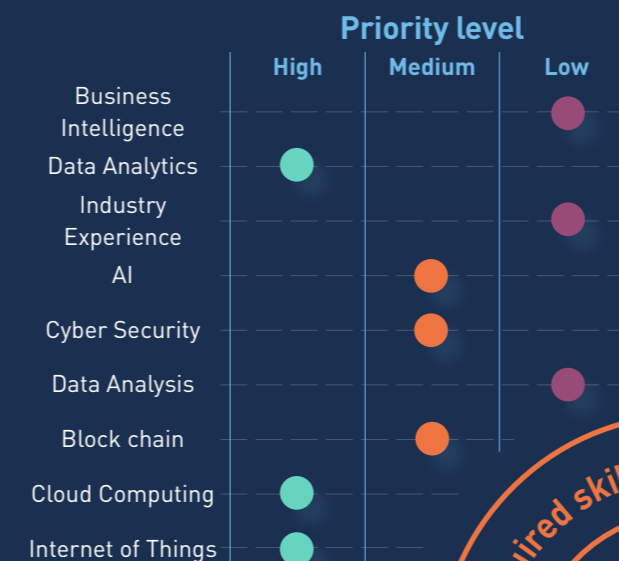 Priority level
High Medium Low
Business
Intelligence
Data Analytics
Industry
Experience
AI
Cyber Security
Data Analysis
Block chain
Cloud Computing
Internet of Things